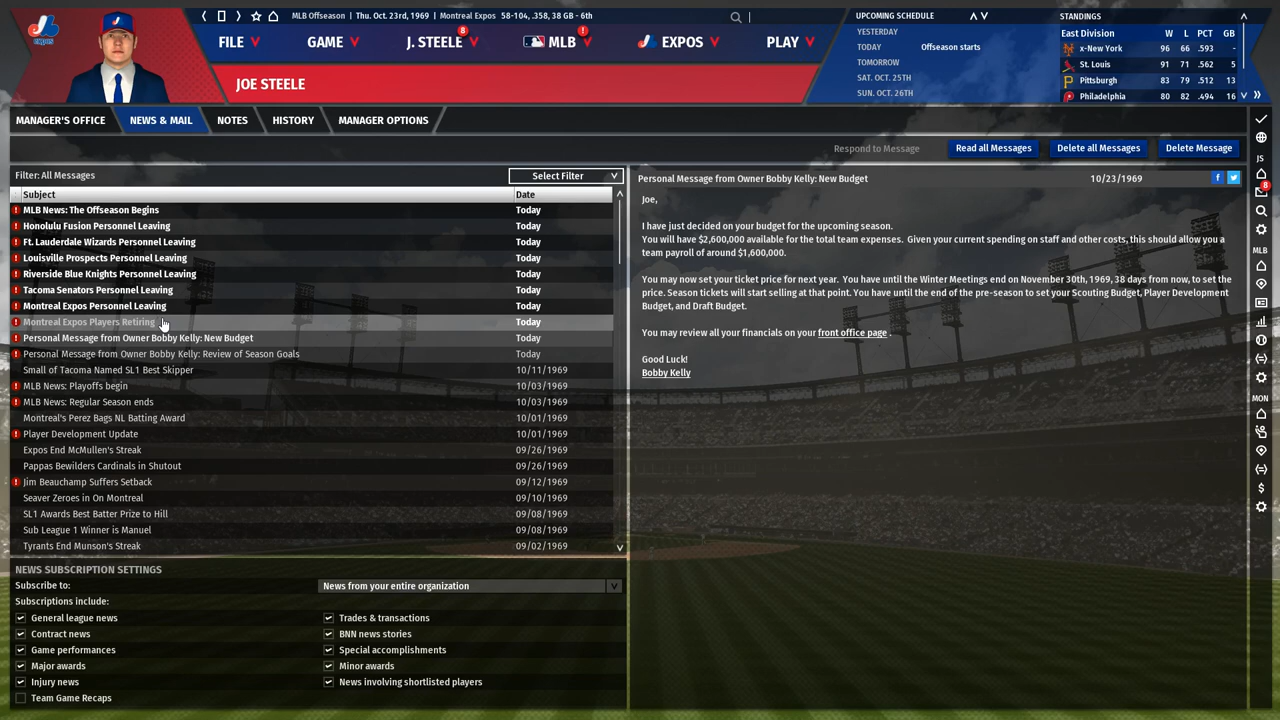 MLB Offseason | Thu. Oct. 23rd, 1969 | Montreal Expos 58-104, .358, 38 GB - 6th
FILE
GAME
J. STEELE
8
MLB
!
EXPOS
PLAY
expos
JOE STEELE
UPCOMING SCHEDULE
YESTERDAY
TODAY Offseason starts
TOMORROW
SAT. OCT. 25TH
SUN. OCT. 26TH
STANDINGS
East Division W L PCT GB
x-New York 96 66 .593 -
St. Louis 91 71 .562 5
Pittsburgh 83 79 .512 13
Philadelphia 80 82 .494 16
MANAGER'S OFFICE
NEWS & MAIL
NOTES
HISTORY
MANAGER OPTIONS
Respond to Message
Read all Messages
Delete all Messages
Delete Message
Filter: All Messages
Select Filter
Subject Date
MLB News: The Offseason Begins Today
Honolulu Fusion Personnel Leaving Today
Ft. Lauderdale Wizards Personnel Leaving Today
Louisville Prospects Personnel Leaving Today
Riverside Blue Knights Personnel Leaving Today
Tacoma Senators Personnel Leaving Today
Montreal Expos Personnel Leaving Today
Montreal Expos Players Retiring Today
Personal Message from Owner Bobby Kelly: New Budget Today
Personal Message from Owner Bobby Kelly: Review of Season Goals Today
Small of Tacoma Named SL1 Best Skipper 10/11/1969
MLB News: Playoffs begin 10/03/1969
MLB News: Regular Season ends 10/03/1969
Montreal's Perez Bags NL Batting Award 10/01/1969
Player Development Update 10/01/1969
Expos End McMullen's Streak 09/26/1969
Pappas Bewilders Cardinals in Shutout 09/26/1969
Jim Beauchamp Suffers Setback 09/12/1969
Seaver Zeroes in On Montreal 09/10/1969
SL1 Awards Best Batter Prize to Hill 09/08/1969
Sub League 1 Winner is Manuel 09/08/1969
Tyrants End Munson's Streak 09/02/1969
Personal Message from Owner Bobby Kelly: New Budget 10/23/1969
Joe,
I have just decided on your budget for the upcoming season.
You will have $2,600,000 available for the total team expenses. Given your current spending on staff and other costs, this should allow you a
team payroll of around $1,600,000.
You may now set your ticket price for next year. You have until the Winter Meetings end on November 30th, 1969, 38 days from now, to set the
price. Season tickets will start selling at that point. You have until the end of the pre-season to set your Scouting Budget, Player Development
Budget, and Draft Budget.
You may review all your financials on your front office page .
Good Luck!
Bobby Kelly
NEWS SUBSCRIPTION SETTINGS
Subscribe to: News from your entire organization
Subscriptions include:
General league news
Trades & transactions
Contract news
BNN news stories
Game performances
Special accomplishments
Major awards
Minor awards
Injury news
News involving shortlisted players
Team Game Recaps
JS
8
MLB
MON